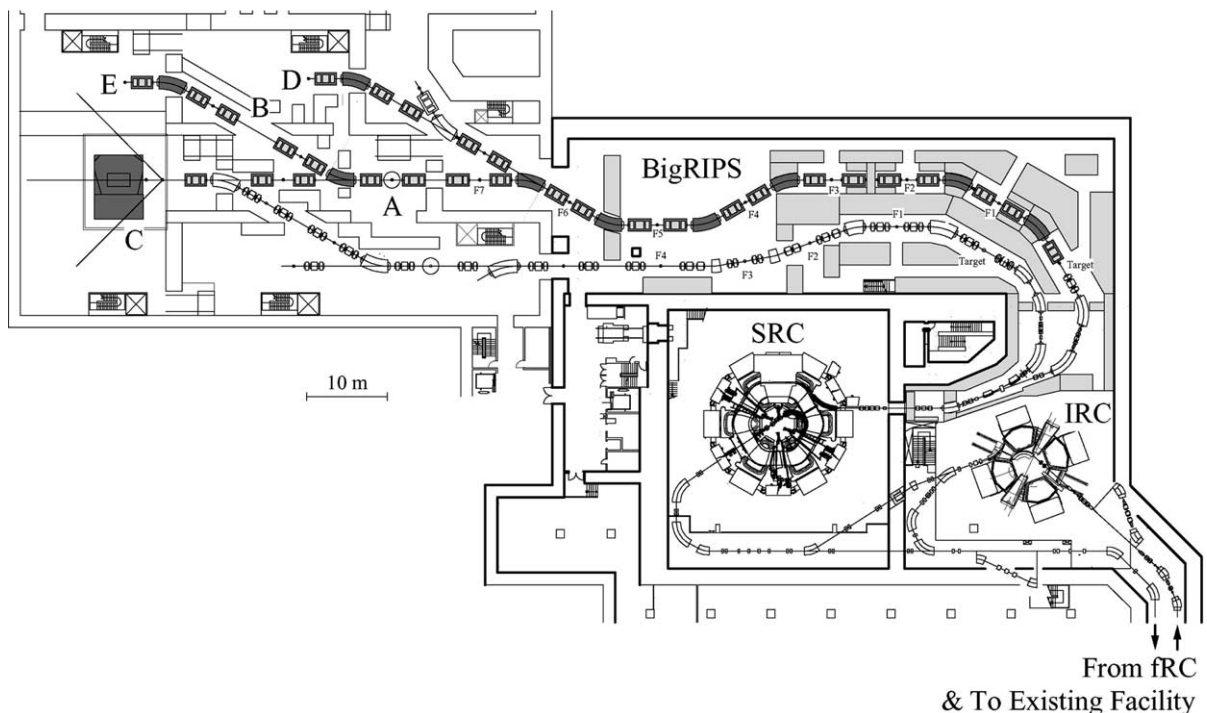 D
E
B
BigRIPS
F3
F2
F7
F1
A
F6
F4
F1
F5
C
F2
F4
F3
Target
Target
SRC
10 m
IRC
From fRC
& To Existing Facility